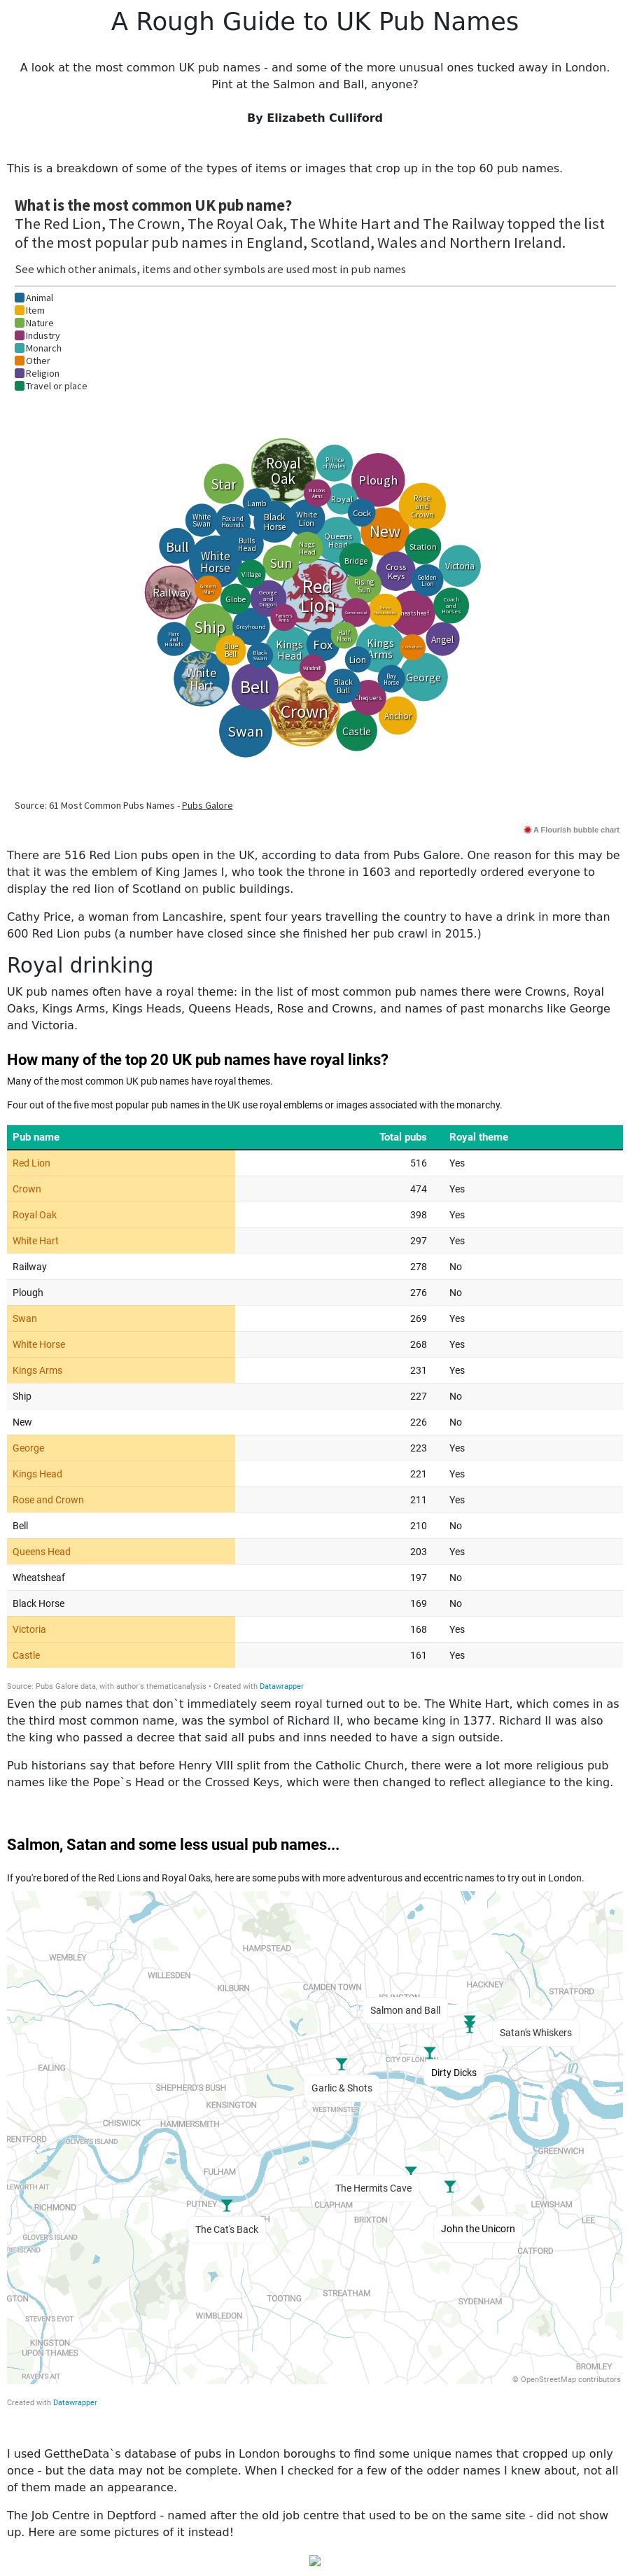 A Rough Guide to UK Pub Names
A look at the most common UK pub names - and some of the more unusual ones tucked away in London.
Pint at the Salmon and Ball, anyone?
By Elizabeth Culliford
This is a breakdown of some of the types of items or images that crop up in the top 60 pub names.
What is the most common UK pub name?
The Red Lion, The Crown, The Royal Oak, The White Hart and The Railway topped the list
of the most popular pub names in England, Scotland, Wales and Northern Ireland.
See which other animals, items and other symbols are used most in pub names
Animal
Item
Nature
Industry
Monarch
Other
Religion
Travel or place
Royal
Oak
Prince
of Wales
Plough
Star
Masons
Arms
Royal
Rose
and
Crown
Lamb
White
Swan
Fox and
Hounds
Black
Horse
White
Lion
Cock
New
Queens
Head
Station
Bull
Bulls
Head
Nags
Head
White
Horse
Sun
Bridge
Cross
Keys
Victoria
Golden
Lion
Village
Red
Lion
Rising
Sun
Railway
Green
Man
Globe
George
and
Dragon
Coach
and
Horses
Ship
Greyhound
Farmers
Arms
Hare
and
Hounds
Blue
Bell
Kings
Head
Fox
Half
Moon
Kings
Arms
Angel
Black
Swan
Lion
White
Hart
Bell
Windmill
Black
Bull
Bay
Horse
George
Chequers
Crown
Anchor
Swan
Castle
Source: 61 Most Common Pubs Names - Pubs Galore
A Flourish bubble chart
There are 516 Red Lion pubs open in the UK, according to data from Pubs Galore. One reason for this may be
that it was the emblem of King James I, who took the throne in 1603 and reportedly ordered everyone to
display the red lion of Scotland on public buildings.
Cathy Price, a woman from Lancashire, spent four years travelling the country to have a drink in more than
600 Red Lion pubs (a number have closed since she finished her pub crawl in 2015.)
Royal drinking
UK pub names often have a royal theme: in the list of most common pub names there were Crowns, Royal
Oaks, Kings Arms, Kings Heads, Queens Heads, Rose and Crowns, and names of past monarchs like George
and Victoria.
How many of the top 20 UK pub names have royal links?
Many of the most common UK pub names have royal themes.
Four out of the five most popular pub names in the UK use royal emblems or images associated with the monarchy.
Pub name Total pubs Royal theme
Red Lion 516 Yes
Crown 474 Yes
Royal Oak 398 Yes
White Hart 297 Yes
Railway 278 No
Plough 276 No
Swan 269 Yes
White Horse 268 Yes
Kings Arms 231 Yes
Ship 227 No
New 226 No
George 223 Yes
Kings Head 221 Yes
Rose and Crown 211 Yes
Bell 210 No
Queens Head 203 Yes
Wheatsheaf 197 No
Black Horse 169 No
Victoria 168 Yes
Castle 161 Yes
Source: Pubs Galore data, with author's thematicanalysis • Created with Datawrapper
Even the pub names that don`t immediately seem royal turned out to be. The White Hart, which comes in as
the third most common name, was the symbol of Richard II, who became king in 1377. Richard II was also
the king who passed a decree that said all pubs and inns needed to have a sign outside.
Pub historians say that before Henry VIII split from the Catholic Church, there were a lot more religious pub
names like the Pope`s Head or the Crossed Keys, which were then changed to reflect allegiance to the king.
Salmon, Satan and some less usual pub names...
If you're bored of the Red Lions and Royal Oaks, here are some pubs with more adventurous and eccentric names to try out in London.
HAMPSTEAD
WEMBLEY
WILLESDEN
KILBURN
CAMDEN TOWN
HACKNEY
STRATFORD
ISLINGTON
Salmon and Ball
Satan's Whiskers
CITY OF LONDON
EALING
Dirty Dicks
SHEPHERD'S BUSH
Garlic & Shots
KENSINGTON
WESTMINSTER
CHISWICK
HAMMERSMITH
BRENTFORD
OLIVER'S ISLAND
GREENWICH
FULHAM
The Hermits Cave
ISLEWORTH AIT
RICHMOND
PUTNEY
CLAPHAM
LEWISHAM
BRIXTON
LEE
The Cat's Back
John the Unicorn
GLOVER'S ISLAND
CATFORD
STREATHAM
TOOTING
SYDENHAM
WIMBLEDON
STEVEN'S EYOT
KINGSTON
UPON THAMES
BROMLEY
RAVEN'S AIT
© OpenStreetMap contributors
Created with Datawrapper
I used GettheData`s database of pubs in London boroughs to find some unique names that cropped up only
once - but the data may not be complete. When I checked for a few of the odder names I knew about, not all
of them made an appearance.
The Job Centre in Deptford - named after the old job centre that used to be on the same site - did not show
up. Here are some pictures of it instead!